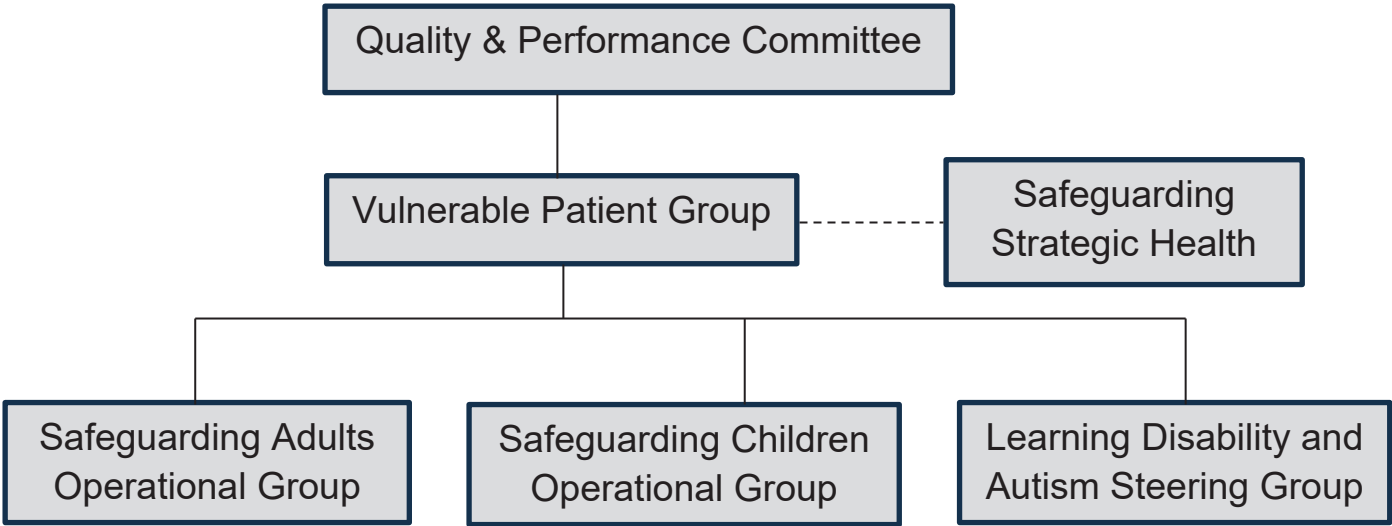 Quality & Performance Committee
Vulnerable Patient Group
Safeguarding
Strategic Health
Safeguarding Adults
Operational Group
Safeguarding Children
Operational Group
Learning Disability and
Autism Steering Group